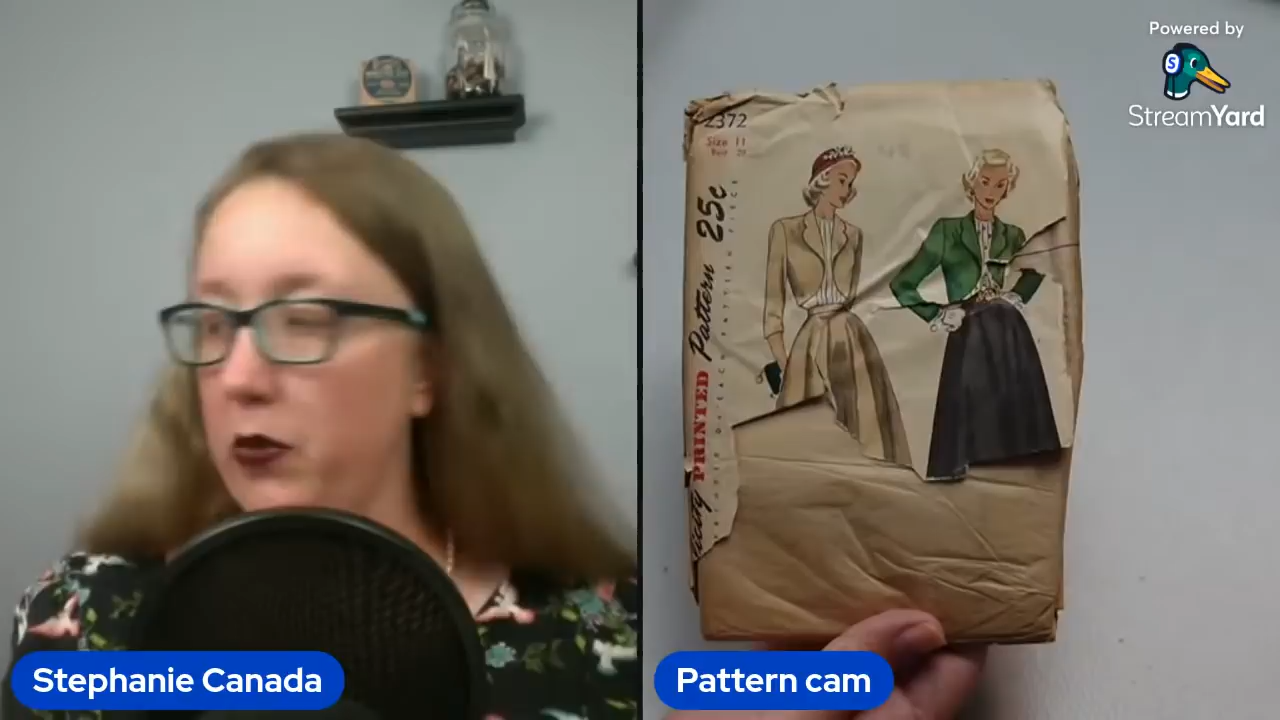 Powered by
StreamYard
2372
Size 11
25c
Pattern
PRINTED
Stephanie Canada
Pattern cam